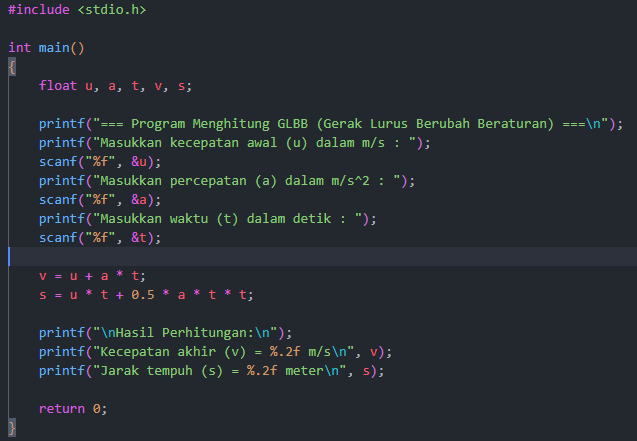 #include <stdio.h>
int main()
{
    float u, a, t, v, s;
    printf("=== Program Menghitung GLBB (Gerak Lurus Berubah Beraturan) ===\n");
    printf("Masukkan kecepatan awal (u) dalam m/s : ");
    scanf("%f", &u);
    printf("Masukkan percepatan (a) dalam m/s^2 : ");
    scanf("%f", &a);
    printf("Masukkan waktu (t) dalam detik : ");
    scanf("%f", &t);
    v = u + a * t;
    s = u * t + 0.5 * a * t * t;
    printf("\nHasil Perhitungan:\n");
    printf("Kecepatan akhir (v) = %.2f m/s\n", v);
    printf("Jarak tempuh (s) = %.2f meter\n", s);
    return 0;
}